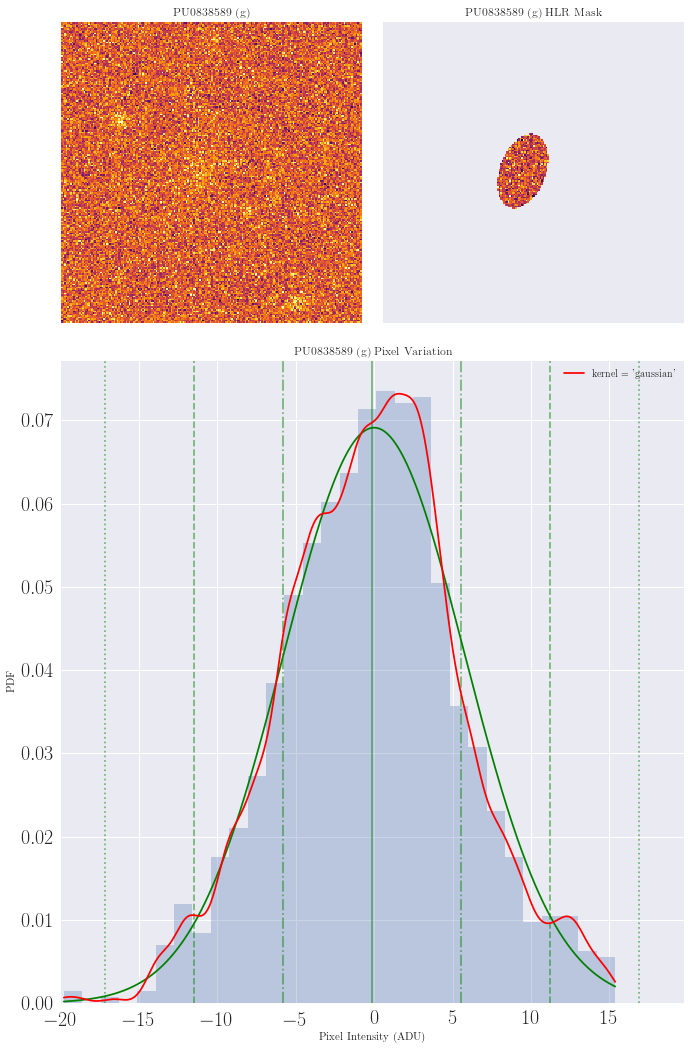 PU0838589 (g)
PU0838589 (g) HLR Mask
PU0838589 (g) Pixel Variation
kernel = 'gaussian'
0.07
0.06
0.05
0.04
0.03
0.02
0.01
0.00
PDF
−20
−15
−10
−5
0
5
10
15
Pixel Intensity (ADU)